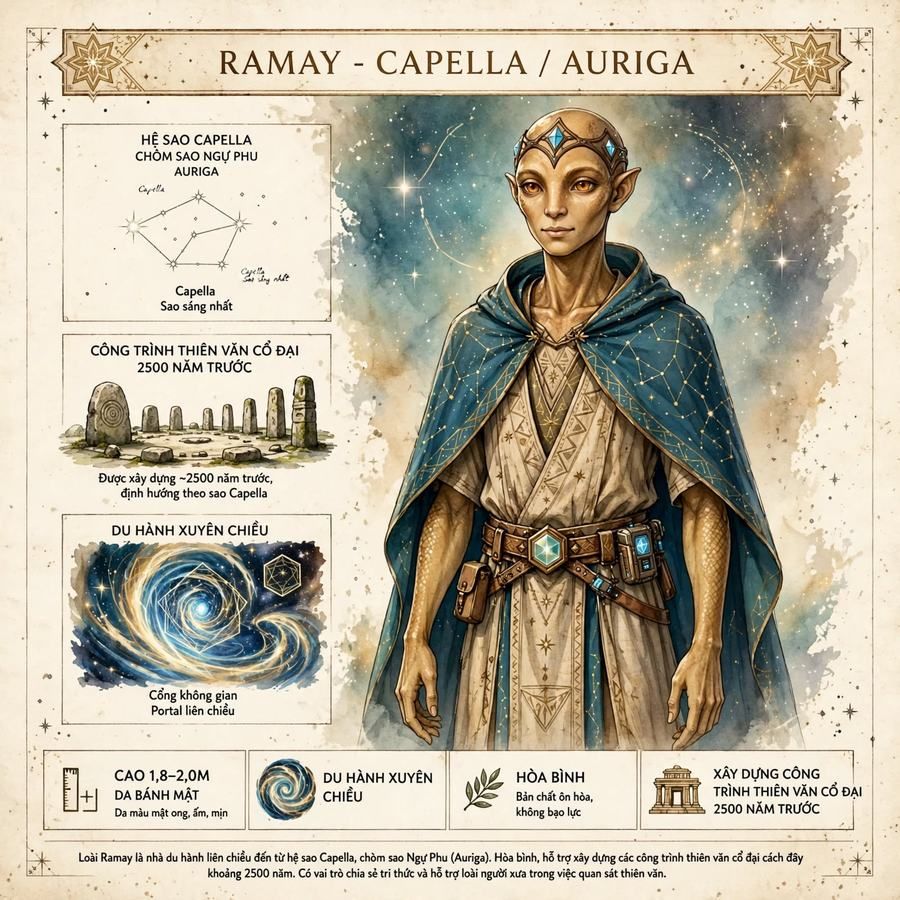 RAMAY - CAPELLA / AURIGA
HỆ SAO CAPELLA
CHÒM SAO NGỰ PHU
AURIGA
Capella
Capella
Sao sáng nhất
Capella
Sao sáng nhất
CÔNG TRÌNH THIÊN VĂN CỔ ĐẠI
2500 NĂM TRƯỚC
Được xây dựng ~2500 năm trước,
định hướng theo sao Capella
DU HÀNH XUYÊN CHIỀU
Cổng không gian
Portal liên chiều
CAO 1,8–2,0M
DA BÁNH MẬT
Da màu mật ong, ấm, mịn
DU HÀNH XUYÊN
CHIỀU
HÒA BÌNH
Bản chất ôn hòa,
không bạo lực
XÂY DỰNG CÔNG
TRÌNH THIÊN VĂN CỔ ĐẠI
2500 NĂM TRƯỚC
Loài Ramay là nhà du hành liên chiều đến từ hệ sao Capella, chòm sao Ngự Phu (Auriga). Hòa bình, hỗ trợ xây dựng các công trình thiên văn cổ đại cách đây
khoảng 2500 năm. Có vai trò chia sẻ tri thức và hỗ trợ loài người xưa trong việc quan sát thiên văn.